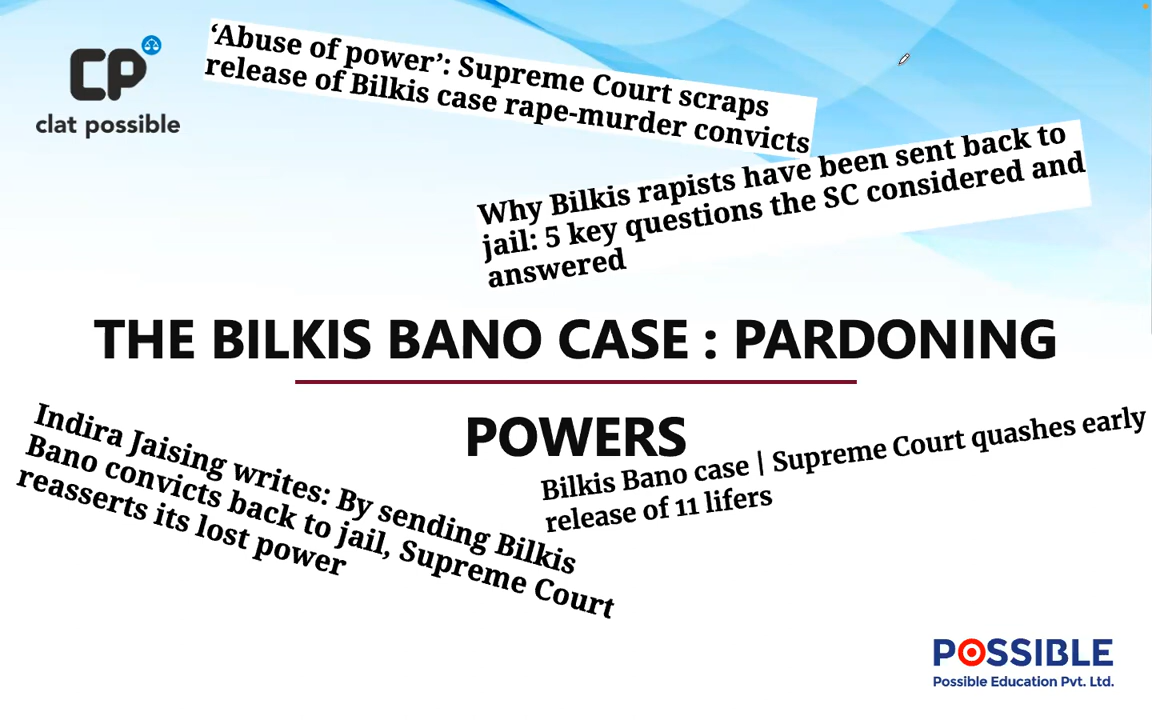 CP
clat possible
‘Abuse of power’: Supreme Court scraps
release of Bilkis case rape-murder convicts
Why Bilkis rapists have been sent back to
jail: 5 key questions the SC considered and
answered
THE BILKIS BANO CASE : PARDONING
POWERS
Indira Jaising writes: By sending Bilkis
Bano convicts back to jail, Supreme Court
reasserts its lost power
Bilkis Bano case | Supreme Court quashes early
release of 11 lifers
POSSIBLE
Possible Education Pvt. Ltd.